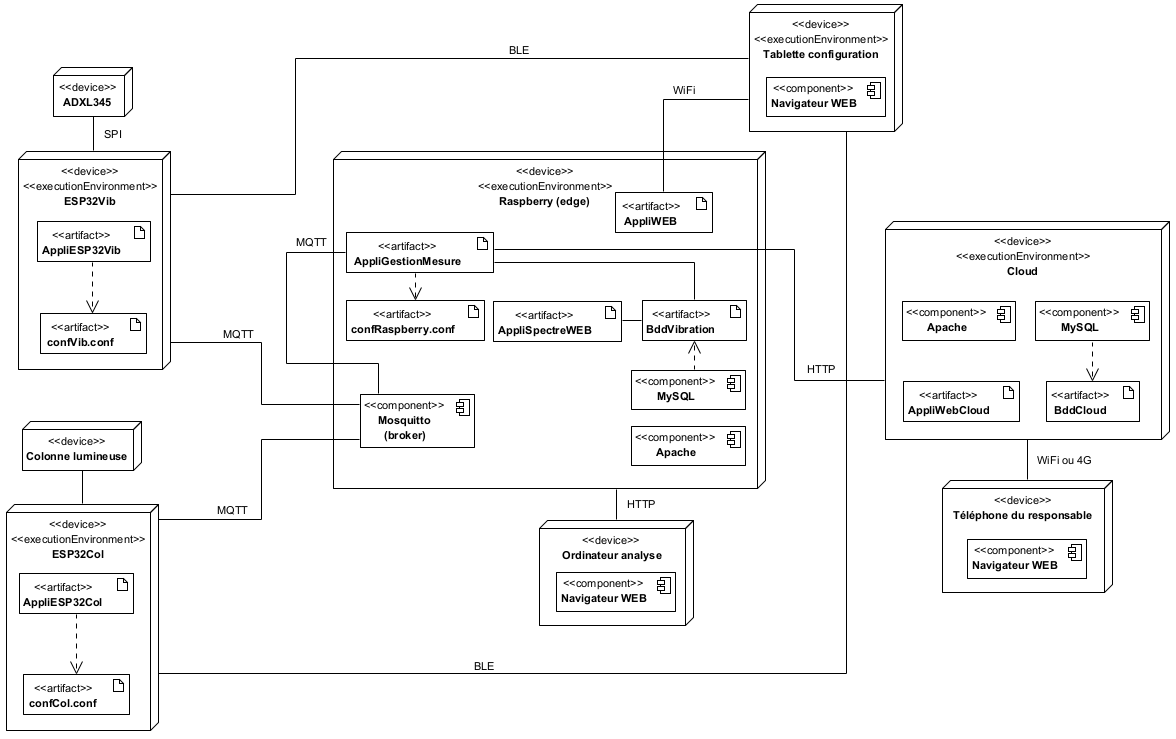 <<device>>
<<executionEnvironment>>
Tablette configuration
<<component>>
Navigateur WEB
BLE
WiFi
<<device>>
ADXL345
SPI
<<device>>
<<executionEnvironment>>
ESP32Vib
<<artifact>>
AppliESP32Vib
<<artifact>>
confVib.conf
MQTT
<<device>>
<<executionEnvironment>>
Raspberry (edge)
<<artifact>>
AppliWEB
MQTT
<<artifact>>
AppliGestionMesure
<<artifact>>
confRaspberry.conf
<<artifact>>
AppliSpectreWEB
<<artifact>>
BddVibration
<<component>>
MySQL
<<component>>
Mosquitto
(broker)
<<component>>
Apache
HTTP
<<device>>
<<executionEnvironment>>
Cloud
<<component>>
Apache
<<component>>
MySQL
<<artifact>>
AppliWebCloud
<<artifact>>
BddCloud
WiFi ou 4G
<<device>>
Téléphone du responsable
<<component>>
Navigateur WEB
HTTP
<<device>>
Ordinateur analyse
<<component>>
Navigateur WEB
<<device>>
Colonne lumineuse
MQTT
<<device>>
<<executionEnvironment>>
ESP32Col
<<artifact>>
AppliESP32Col
<<artifact>>
confCol.conf
BLE